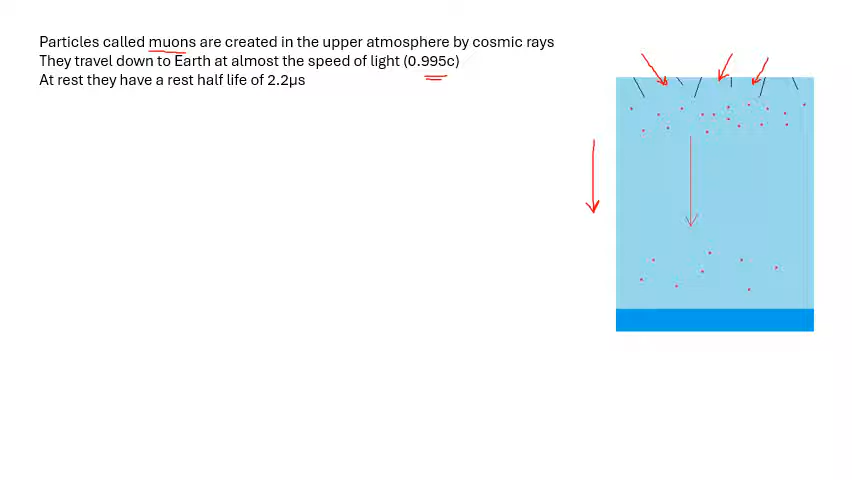 Particles called muons are created in the upper atmosphere by cosmic rays
They travel down to Earth at almost the speed of light (0.995c)
At rest they have a rest half life of 2.2μs